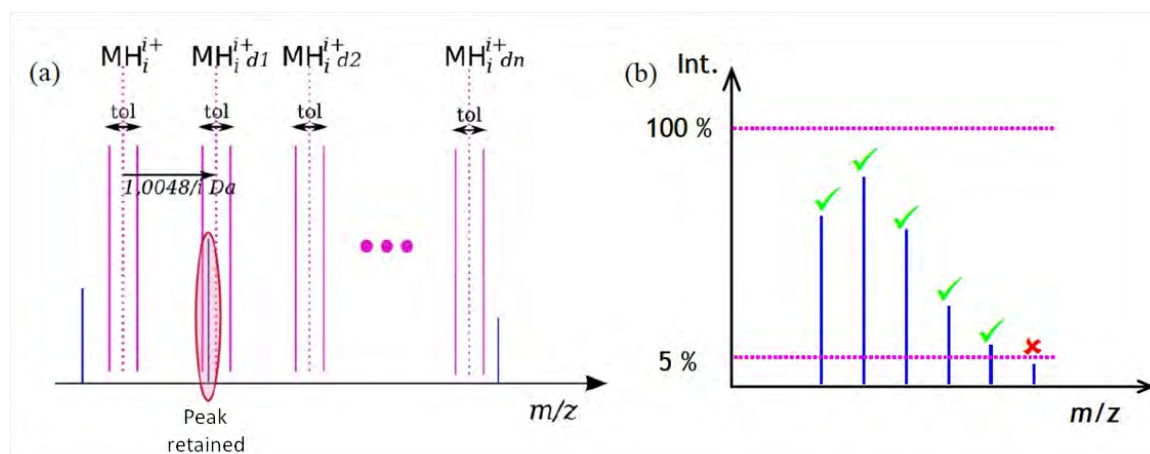 (a)
MH_i^{i+} MH_i^{i+}d1 MH_i^{i+}d2 MH_i^{i+}dn
tol tol tol tol
1,0048/i Da
m/z
Peak
retained
(b)
Int.
100 %
5 %
m/z